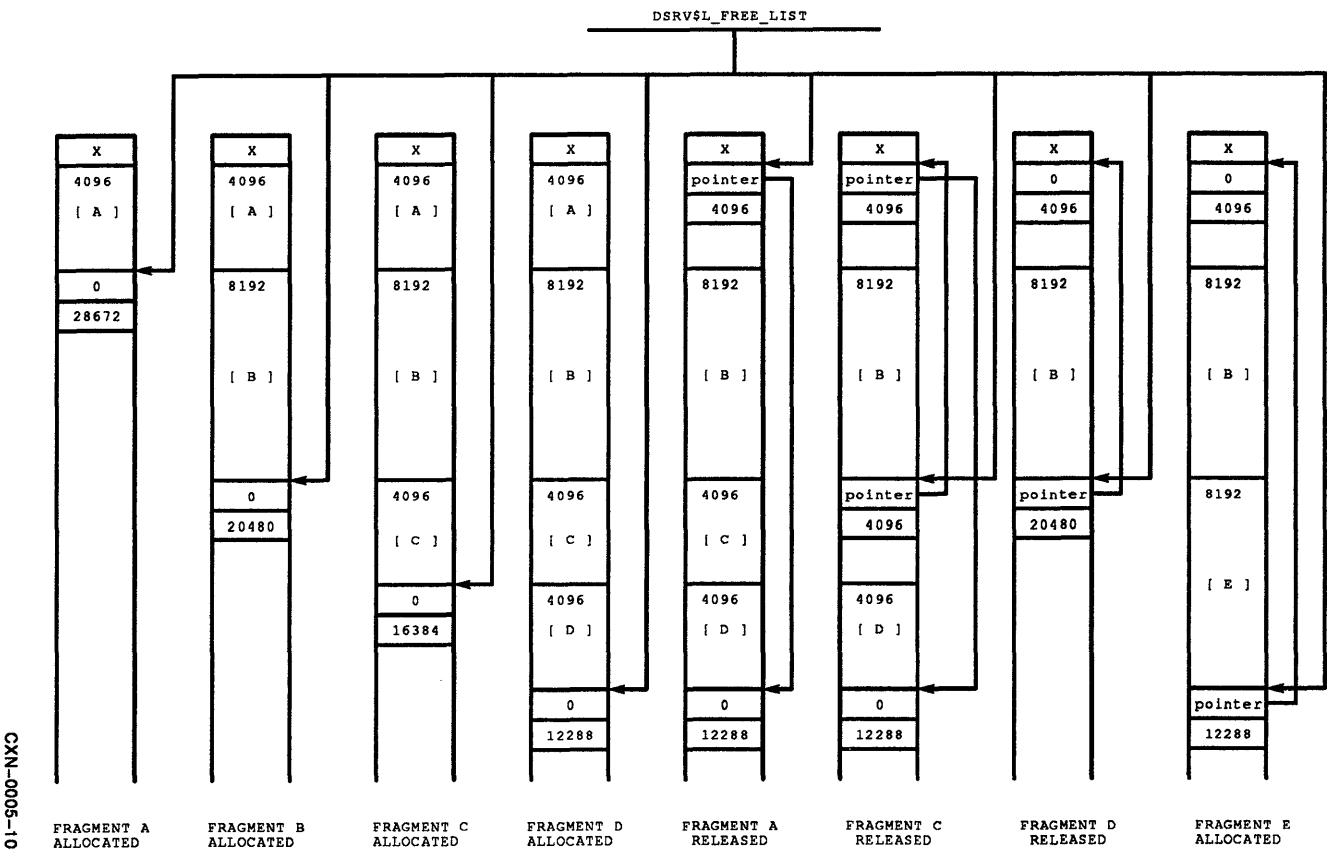 DSRV$L_FREE_LIST
X X X X X X X X
4096 4096 4096 4096 pointer pointer 0 0
[ A ] [ A ] [ A ] [ A ] 4096 4096 4096 4096
0 8192 8192 8192 8192 8192 8192 8192
28672
[ B ] [ B ] [ B ] [ B ] [ B ] [ B ] [ B ]
0 4096 4096 4096 pointer pointer 8192
20480 [ C ] [ C ] [ C ] 4096 20480
0 4096 4096 4096 [ E ]
16384 [ D ] [ D ] [ D ]
0 0 0 pointer
12288 12288 12288 12288
FRAGMENT A FRAGMENT B FRAGMENT C FRAGMENT D FRAGMENT A FRAGMENT C FRAGMENT D FRAGMENT E
ALLOCATED ALLOCATED ALLOCATED ALLOCATED RELEASED RELEASED RELEASED ALLOCATED
CXN-0005-10